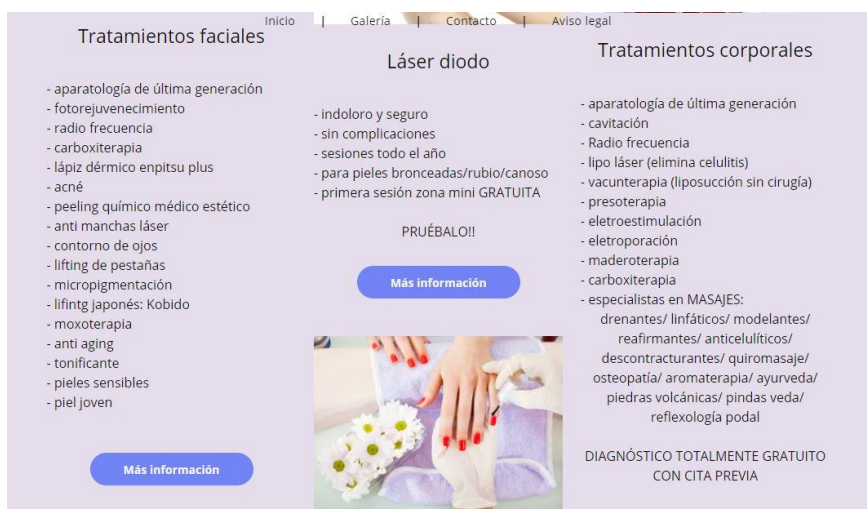 Inicio | Galería | Contacto | Aviso legal
Tratamientos faciales
- aparatología de última generación
- fotorejuvenecimiento
- radio frecuencia
- carboxiterapia
- lápiz dérmico enpitsu plus
- acné
- peeling químico médico estético
- anti manchas láser
- contorno de ojos
- lifting de pestañas
- micropigmentación
- lifintg japonés: Kobido
- moxoterapia
- anti aging
- tonificante
- pieles sensibles
- piel joven
Más información
Láser diodo
- indoloro y seguro
- sin complicaciones
- sesiones todo el año
- para pieles bronceadas/rubio/canoso
- primera sesión zona mini GRATUITA
PRUÉBALO!!
Más información
Tratamientos corporales
- aparatología de última generación
- cavitación
- Radio frecuencia
- lipo láser (elimina celulitis)
- vacunterapia (liposucción sin cirugía)
- presoterapia
- eletroestimulación
- eletroporación
- maderoterapia
- carboxiterapia
- especialistas en MASAJES:
drenantes/ linfáticos/ modelantes/
reafirmantes/ anticelulíticos/
descontracturantes/ quiromasaje/
osteopatía/ aromaterapia/ ayurveda/
piedras volcánicas/ pindas veda/
reflexología podal
DIAGNÓSTICO TOTALMENTE GRATUITO
CON CITA PREVIA